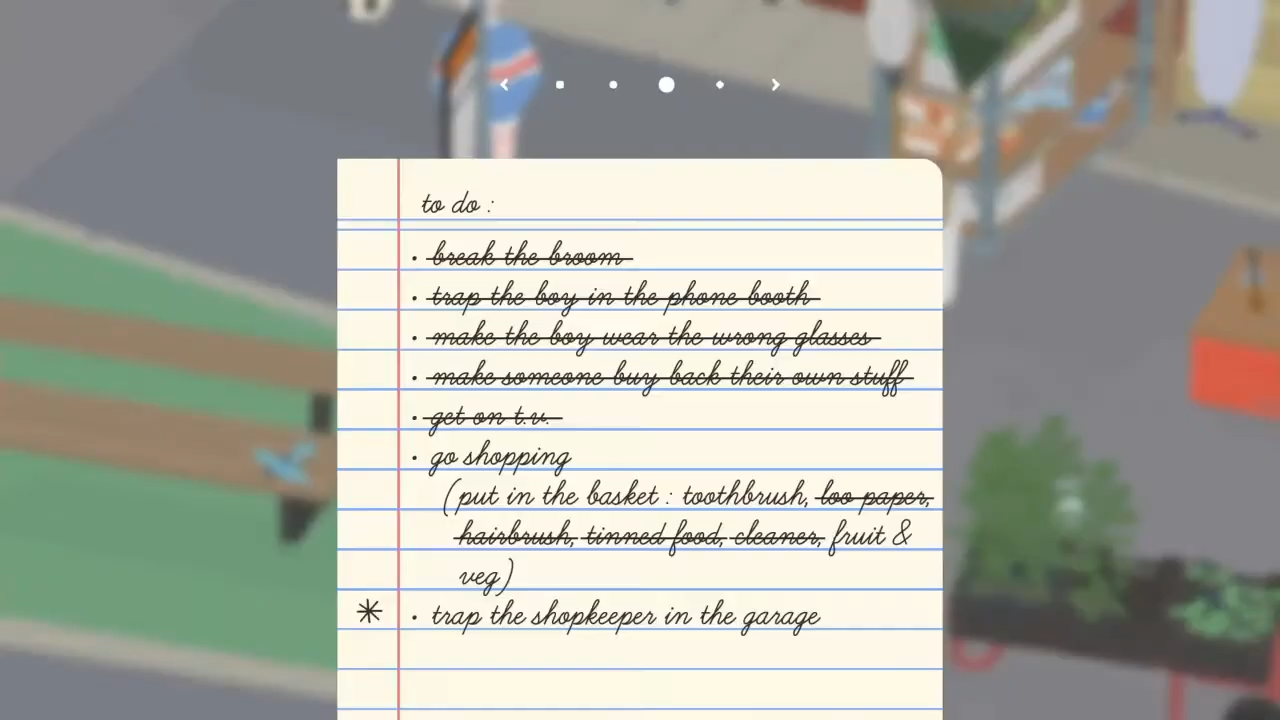 to do :
• break the broom
• trap the boy in the phone booth
• make the boy wear the wrong glasses
• make someone buy back their own stuff
• get on t.v.
• go shopping
(put in the basket : toothbrush, loo paper,
hairbrush, tinned food, cleaner, fruit &
veg)
* • trap the shopkeeper in the garage